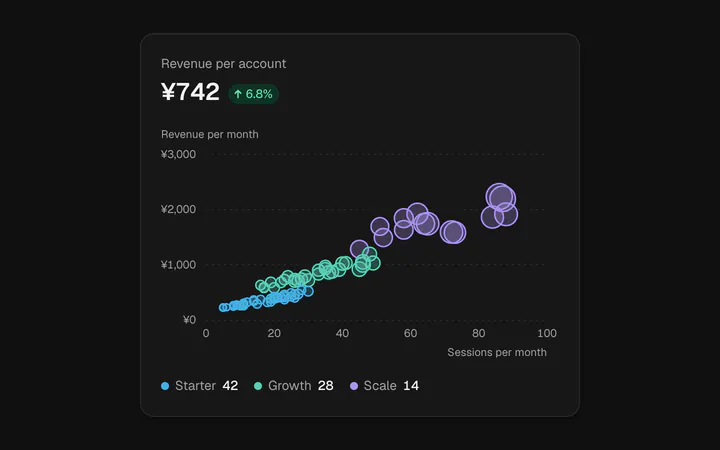 Revenue per account
¥742 ↑ 6.8%
Revenue per month
¥3,000
¥2,000
¥1,000
¥0
0 20 40 60 80 100
Sessions per month
Starter 42 Growth 28 Scale 14